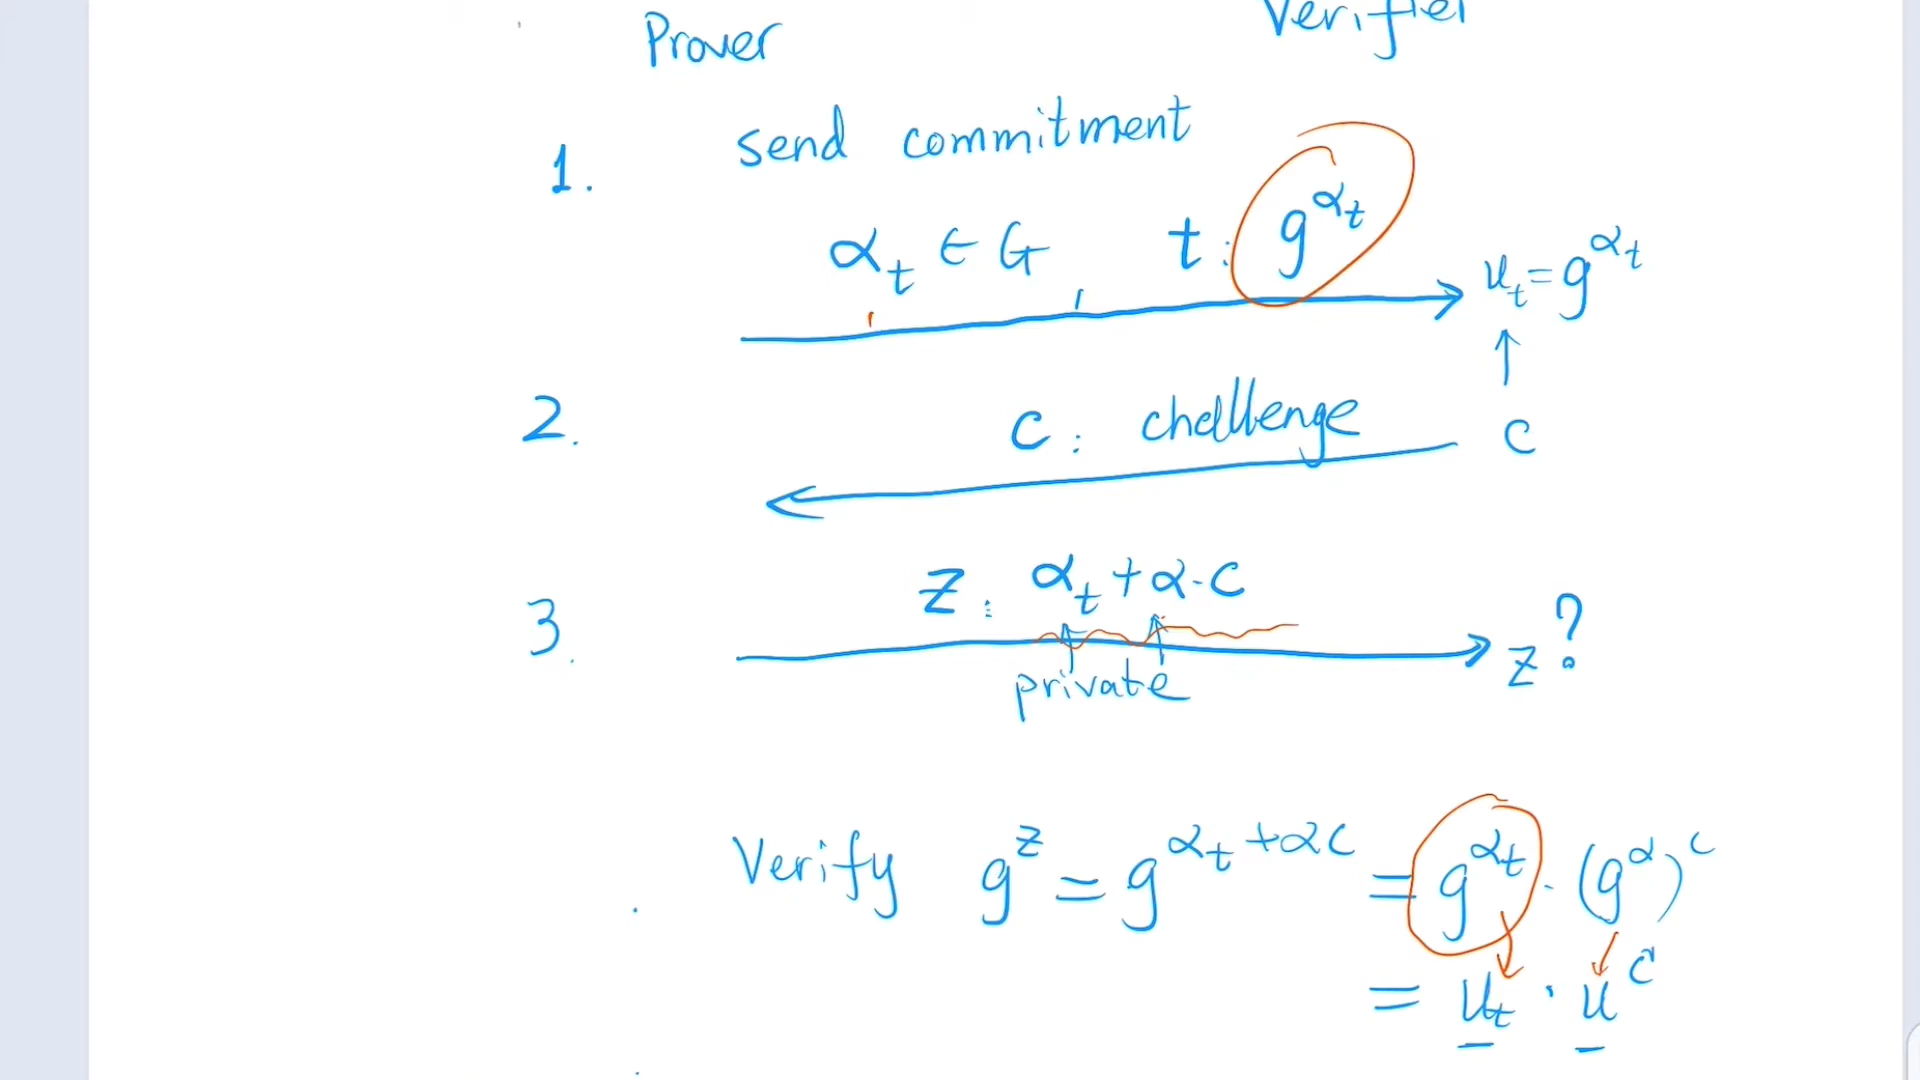 Prover Verifier
1. send commitment
αₜ ∈ G t: g^αₜ
uₜ = g^αₜ
↑
2. c: challenge c
3. z: αₜ + α·c
z?
private
Verify g^z = g^(αₜ + αc) = g^αₜ · (g^α)^c
= uₜ · u^c